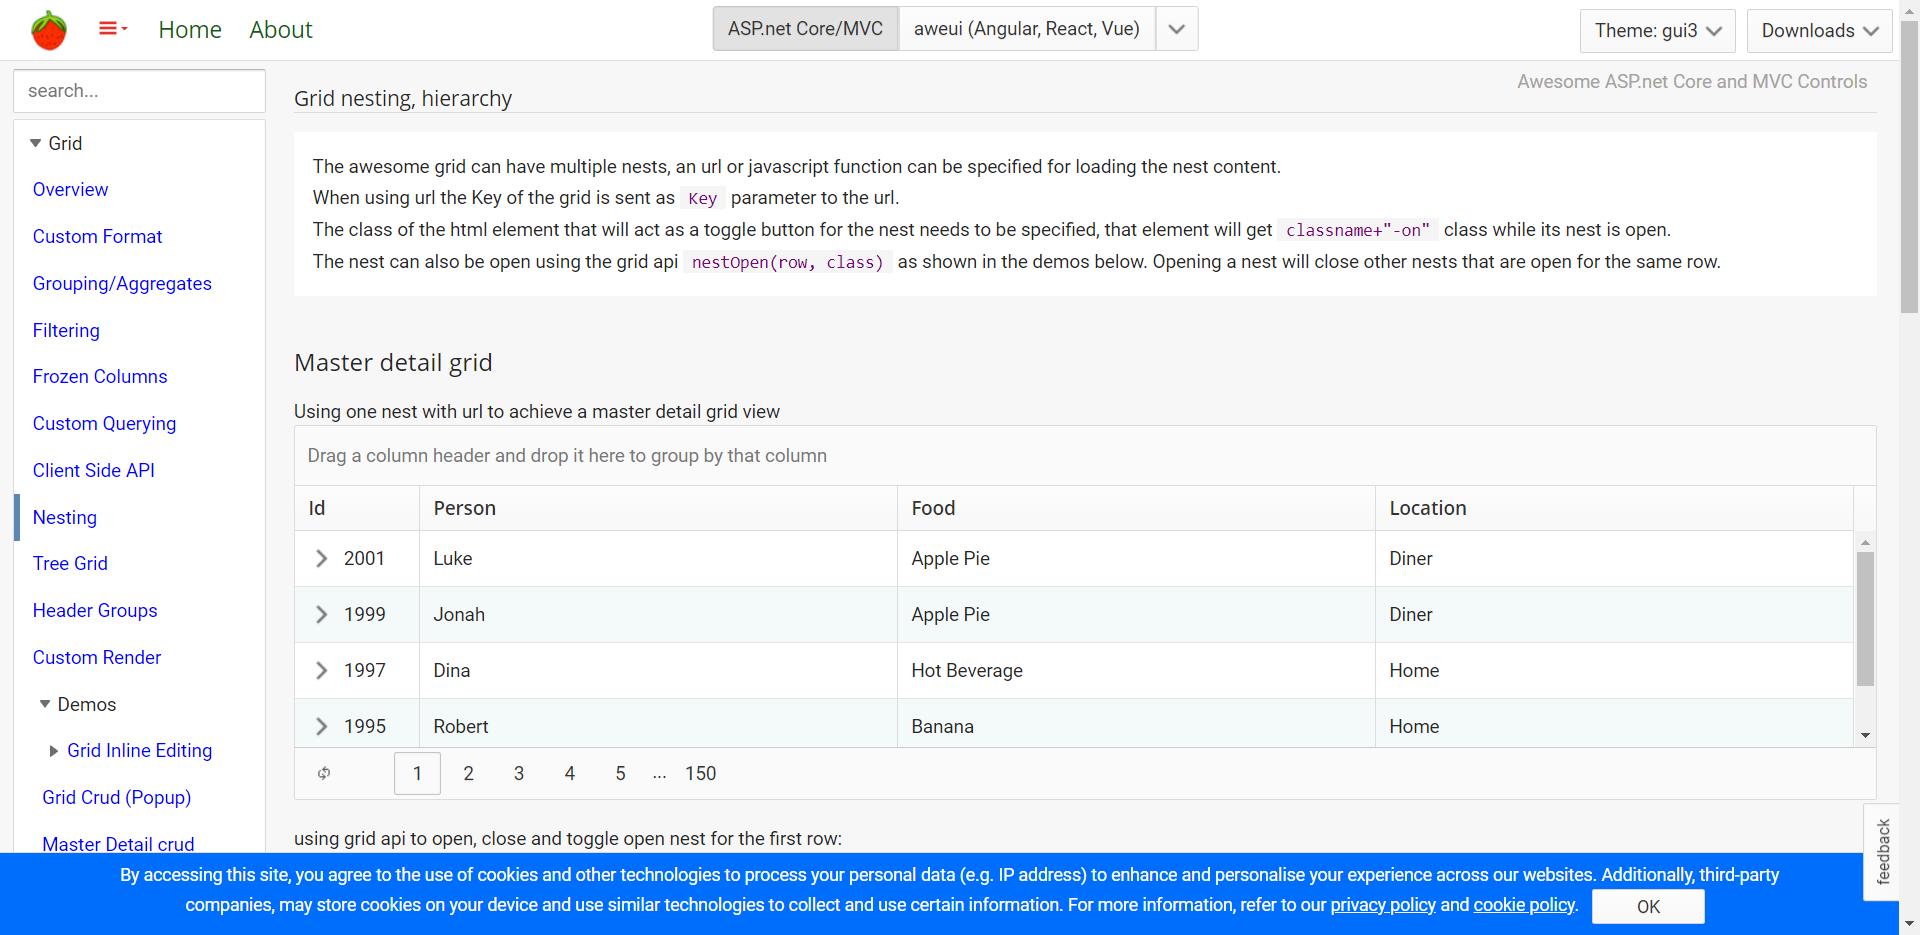 Home About ASP.net Core/MVC aweui (Angular, React, Vue) Theme: gui3 Downloads
search...
Awesome ASP.net Core and MVC Controls
Grid
Overview
Custom Format
Grouping/Aggregates
Filtering
Frozen Columns
Custom Querying
Client Side API
Nesting
Tree Grid
Header Groups
Custom Render
Demos
Grid Inline Editing
Grid Crud (Popup)
Master Detail crud
Grid nesting, hierarchy
The awesome grid can have multiple nests, an url or javascript function can be specified for loading the nest content.
When using url the Key of the grid is sent as Key parameter to the url.
The class of the html element that will act as a toggle button for the nest needs to be specified, that element will get classname+"-on" class while its nest is open.
The nest can also be open using the grid api nestOpen(row, class) as shown in the demos below. Opening a nest will close other nests that are open for the same row.
Master detail grid
Using one nest with url to achieve a master detail grid view
Drag a column header and drop it here to group by that column
Id Person Food Location
2001 Luke Apple Pie Diner
1999 Jonah Apple Pie Diner
1997 Dina Hot Beverage Home
1995 Robert Banana Home
1 2 3 4 5 ... 150
using grid api to open, close and toggle open nest for the first row:
feedback
By accessing this site, you agree to the use of cookies and other technologies to process your personal data (e.g. IP address) to enhance and personalise your experience across our websites. Additionally, third-party
companies, may store cookies on your device and use similar technologies to collect and use certain information. For more information, refer to our privacy policy and cookie policy. OK